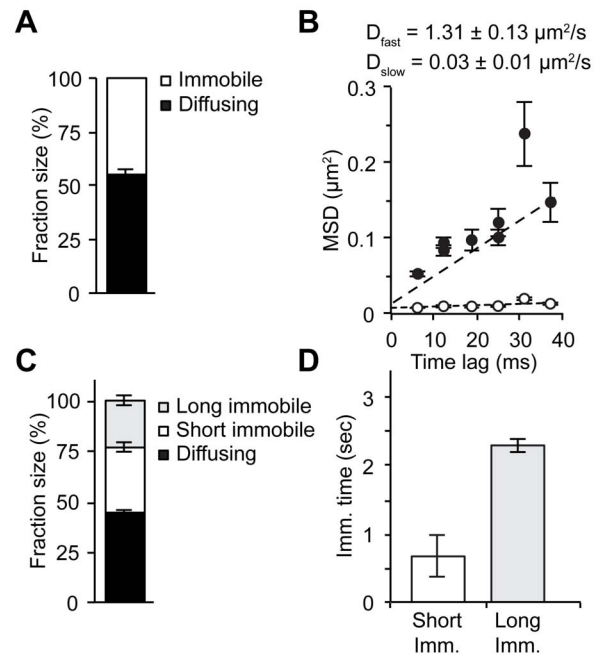 A
Fraction size (%)
100
75
50
25
0
Immobile
Diffusing
B
D fast = 1.31 ± 0.13 µm²/s
D slow = 0.03 ± 0.01 µm²/s
MSD (µm²)
0.3
0.2
0.1
0
0 10 20 30 40
Time lag (ms)
C
Fraction size (%)
100
75
50
25
0
Long immobile
Short immobile
Diffusing
D
Imm. time (sec)
3
2
1
0
Short Long
Imm. Imm.